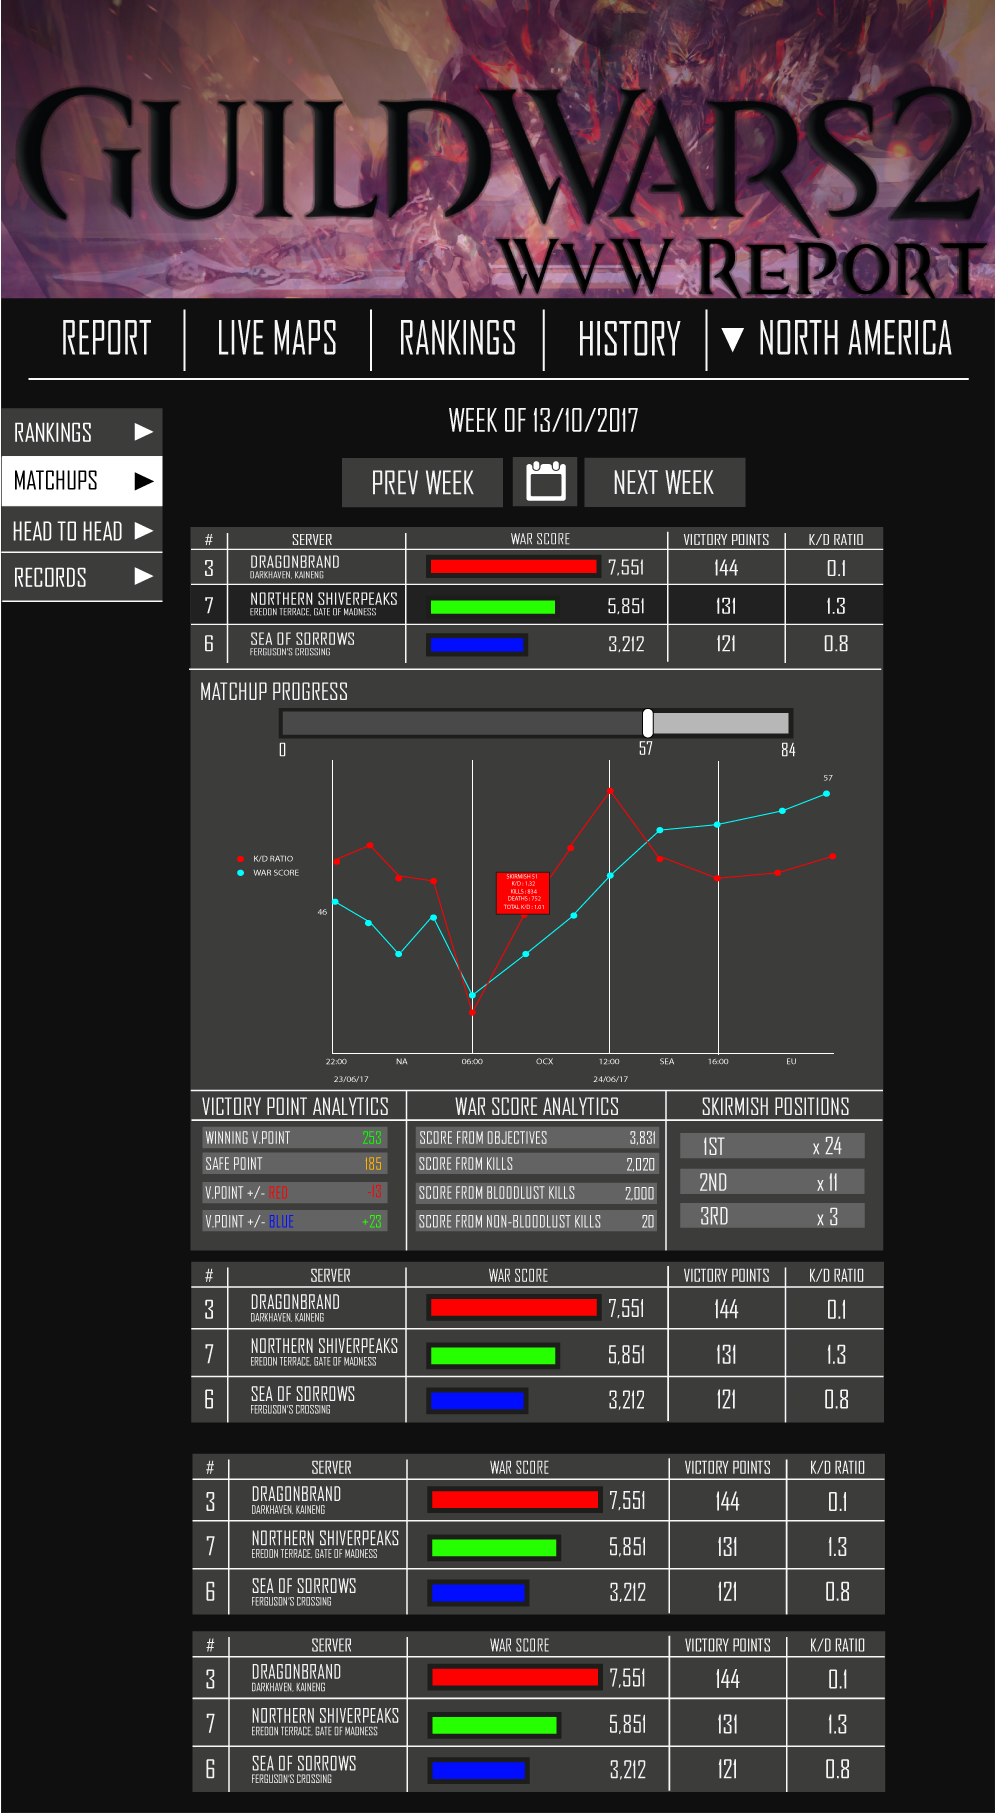 GUILDWARS2
WVW REPORT
REPORT LIVE MAPS RANKINGS HISTORY ▼ NORTH AMERICA
RANKINGS ▶
MATCHUPS ▶
HEAD TO HEAD ▶
RECORDS ▶
WEEK OF 13/10/2017
PREV WEEK NEXT WEEK
# SERVER WAR SCORE VICTORY POINTS K/D RATIO
3 DRAGONBRAND 7,551 144 0.1
DARKHAVEN, KAINENG
7 NORTHERN SHIVERPEAKS 5,851 131 1.3
EREDON TERRACE, GATE OF MADNESS
6 SEA OF SORROWS 3,212 121 0.8
FERGUSON'S CROSSING
MATCHUP PROGRESS
0 57 84
57
K/D RATIO
WAR SCORE
46
SKIRMISH 51
K/D : 1.32
KILLS : 834
DEATHS : 752
TOTAL K/D : 1.01
22:00 NA 06:00 OCX 12:00 SEA 16:00 EU
23/06/17 24/06/17
VICTORY POINT ANALYTICS
WINNING V.POINT 253
SAFE POINT 185
V.POINT +/- RED -13
V.POINT +/- BLUE +23
WAR SCORE ANALYTICS
SCORE FROM OBJECTIVES 3,831
SCORE FROM KILLS 2,020
SCORE FROM BLOODLUST KILLS 2,000
SCORE FROM NON-BLOODLUST KILLS 20
SKIRMISH POSITIONS
1ST x 24
2ND x 11
3RD x 3
# SERVER WAR SCORE VICTORY POINTS K/D RATIO
3 DRAGONBRAND 7,551 144 0.1
DARKHAVEN, KAINENG
7 NORTHERN SHIVERPEAKS 5,851 131 1.3
EREDON TERRACE, GATE OF MADNESS
6 SEA OF SORROWS 3,212 121 0.8
FERGUSON'S CROSSING
# SERVER WAR SCORE VICTORY POINTS K/D RATIO
3 DRAGONBRAND 7,551 144 0.1
DARKHAVEN, KAINENG
7 NORTHERN SHIVERPEAKS 5,851 131 1.3
EREDON TERRACE, GATE OF MADNESS
6 SEA OF SORROWS 3,212 121 0.8
FERGUSON'S CROSSING
# SERVER WAR SCORE VICTORY POINTS K/D RATIO
3 DRAGONBRAND 7,551 144 0.1
DARKHAVEN, KAINENG
7 NORTHERN SHIVERPEAKS 5,851 131 1.3
EREDON TERRACE, GATE OF MADNESS
6 SEA OF SORROWS 3,212 121 0.8
FERGUSON'S CROSSING